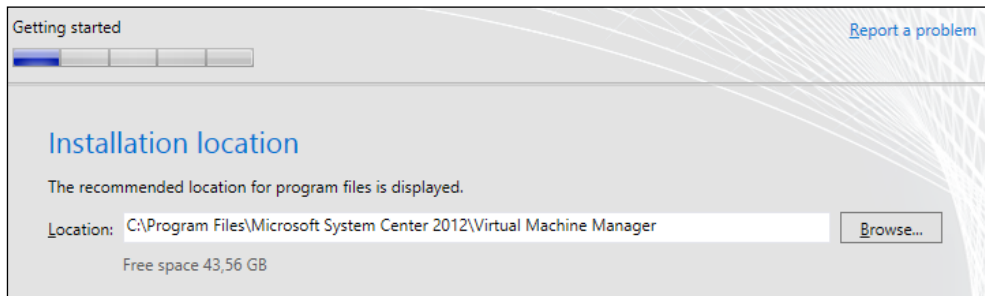 Getting started
Report a problem
Installation location
The recommended location for program files is displayed.
Location: C:\Program Files\Microsoft System Center 2012\Virtual Machine Manager Browse...
Free space 43,56 GB